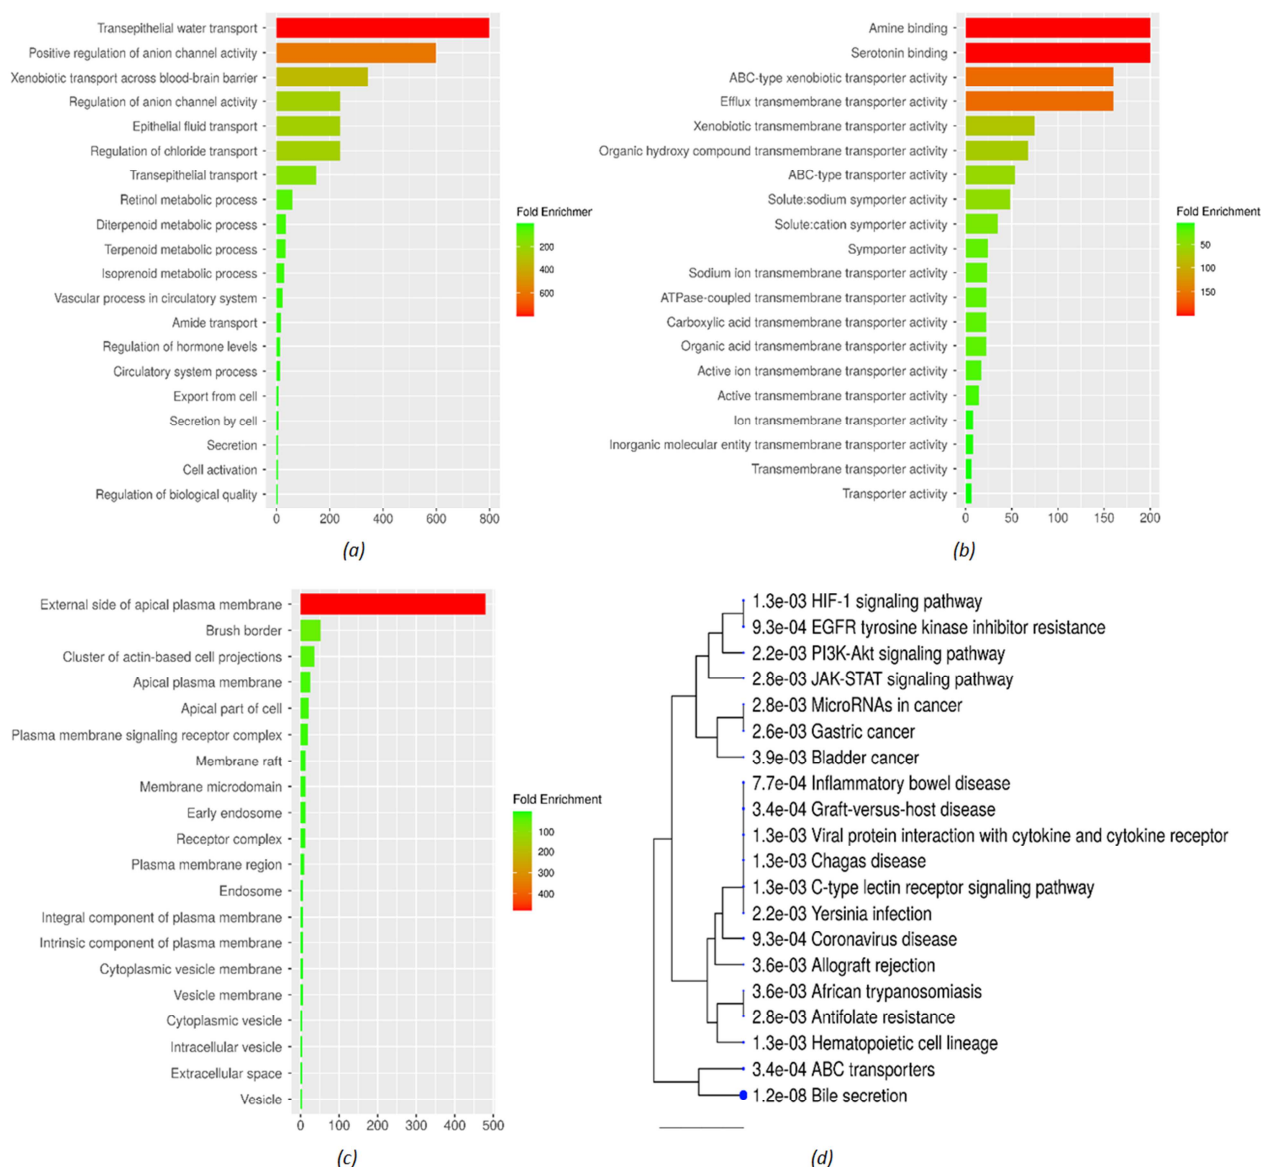 Transepithelial water transport
Positive regulation of anion channel activity
Xenobiotic transport across blood-brain barrier
Regulation of anion channel activity
Epithelial fluid transport
Regulation of chloride transport
Transepithelial transport
Retinol metabolic process
Diterpenoid metabolic process
Terpenoid metabolic process
Isoprenoid metabolic process
Vascular process in circulatory system
Amide transport
Regulation of hormone levels
Circulatory system process
Export from cell
Secretion by cell
Secretion
Cell activation
Regulation of biological quality
0 200 400 600 800
Fold Enrichmer
200
400
600
(a)
Amine binding
Serotonin binding
ABC-type xenobiotic transporter activity
Efflux transmembrane transporter activity
Xenobiotic transmembrane transporter activity
Organic hydroxy compound transmembrane transporter activity
ABC-type transporter activity
Solute:sodium symporter activity
Solute:cation symporter activity
Symporter activity
Sodium ion transmembrane transporter activity
ATPase-coupled transmembrane transporter activity
Carboxylic acid transmembrane transporter activity
Organic acid transmembrane transporter activity
Active ion transmembrane transporter activity
Active transmembrane transporter activity
Ion transmembrane transporter activity
Inorganic molecular entity transmembrane transporter activity
Transmembrane transporter activity
Transporter activity
0 50 100 150 200
Fold Enrichment
50
100
150
(b)
External side of apical plasma membrane
Brush border
Cluster of actin-based cell projections
Apical plasma membrane
Apical part of cell
Plasma membrane signaling receptor complex
Membrane raft
Membrane microdomain
Early endosome
Receptor complex
Plasma membrane region
Endosome
Integral component of plasma membrane
Intrinsic component of plasma membrane
Cytoplasmic vesicle membrane
Vesicle membrane
Cytoplasmic vesicle
Intracellular vesicle
Extracellular space
Vesicle
0 100 200 300 400 500
Fold Enrichment
100
200
300
400
(c)
1.3e-03 HIF-1 signaling pathway
9.3e-04 EGFR tyrosine kinase inhibitor resistance
2.2e-03 PI3K-Akt signaling pathway
2.8e-03 JAK-STAT signaling pathway
2.8e-03 MicroRNAs in cancer
2.6e-03 Gastric cancer
3.9e-03 Bladder cancer
7.7e-04 Inflammatory bowel disease
3.4e-04 Graft-versus-host disease
1.3e-03 Viral protein interaction with cytokine and cytokine receptor
1.3e-03 Chagas disease
1.3e-03 C-type lectin receptor signaling pathway
2.2e-03 Yersinia infection
9.3e-04 Coronavirus disease
3.6e-03 Allograft rejection
3.6e-03 African trypanosomiasis
2.8e-03 Antifolate resistance
1.3e-03 Hematopoietic cell lineage
3.4e-04 ABC transporters
1.2e-08 Bile secretion
(d)